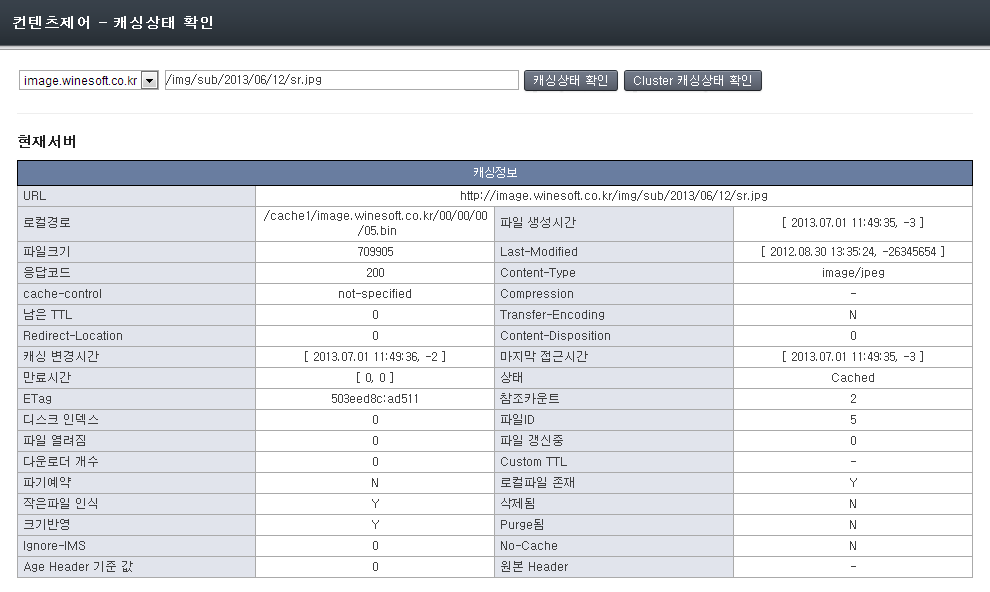 컨텐츠제어 - 캐싱상태 확인
image.winesoft.co.kr /img/sub/2013/06/12/sr.jpg 캐싱상태 확인 Cluster 캐싱상태 확인
현재서버
캐싱정보
URL http://image.winesoft.co.kr/img/sub/2013/06/12/sr.jpg
로컬경로 /cache1/image.winesoft.co.kr/00/00/00
/05.bin 파일 생성시간 [ 2013.07.01 11:49:35, -3 ]
파일크기 709905 Last-Modified [ 2012.08.30 13:35:24, -26345654 ]
응답코드 200 Content-Type image/jpeg
cache-control not-specified Compression -
남은 TTL 0 Transfer-Encoding N
Redirect-Location 0 Content-Disposition 0
캐싱 변경시간 [ 2013.07.01 11:49:36, -2 ] 마지막 접근시간 [ 2013.07.01 11:49:35, -3 ]
만료시간 [ 0, 0 ] 상태 Cached
ETag 503eed8c:ad511 참조카운트 2
디스크 인덱스 0 파일ID 5
파일 열려짐 0 파일 갱신중 0
다운로더 개수 0 Custom TTL -
파기예약 N 로컬파일 존재 Y
작은파일 인식 Y 삭제됨 N
크기반영 Y Purge됨 N
Ignore-IMS 0 No-Cache N
Age Header 기준 값 0 원본 Header -